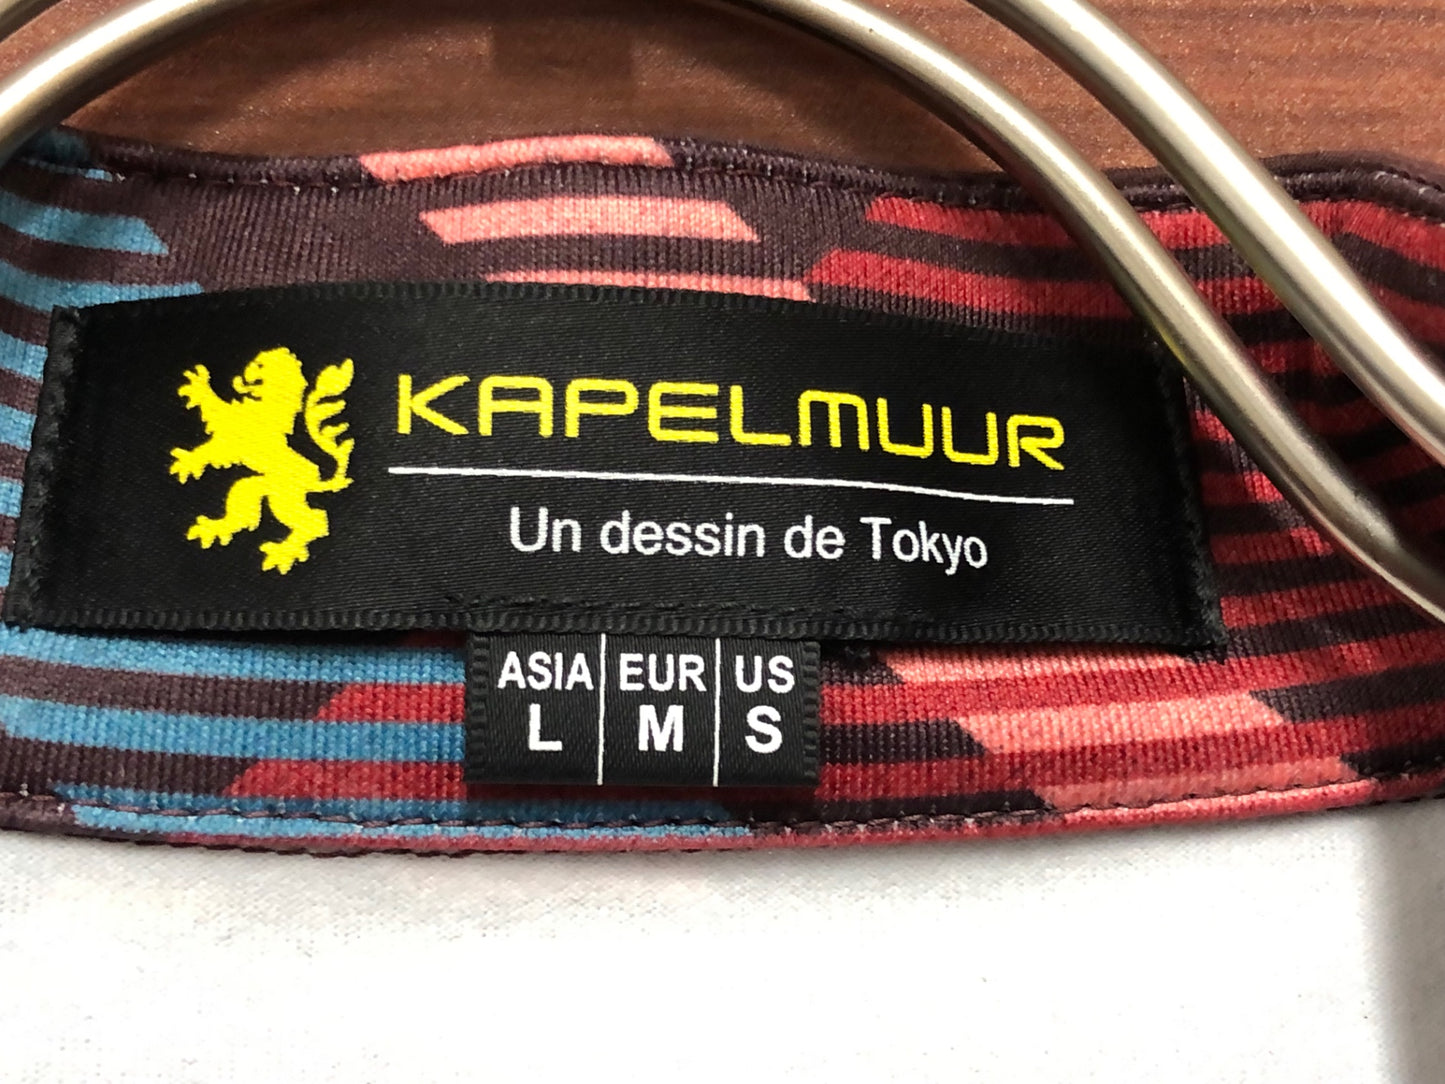 KAPELMUUR
Un dessin de Tokyo
ASIA EUR US
L M S